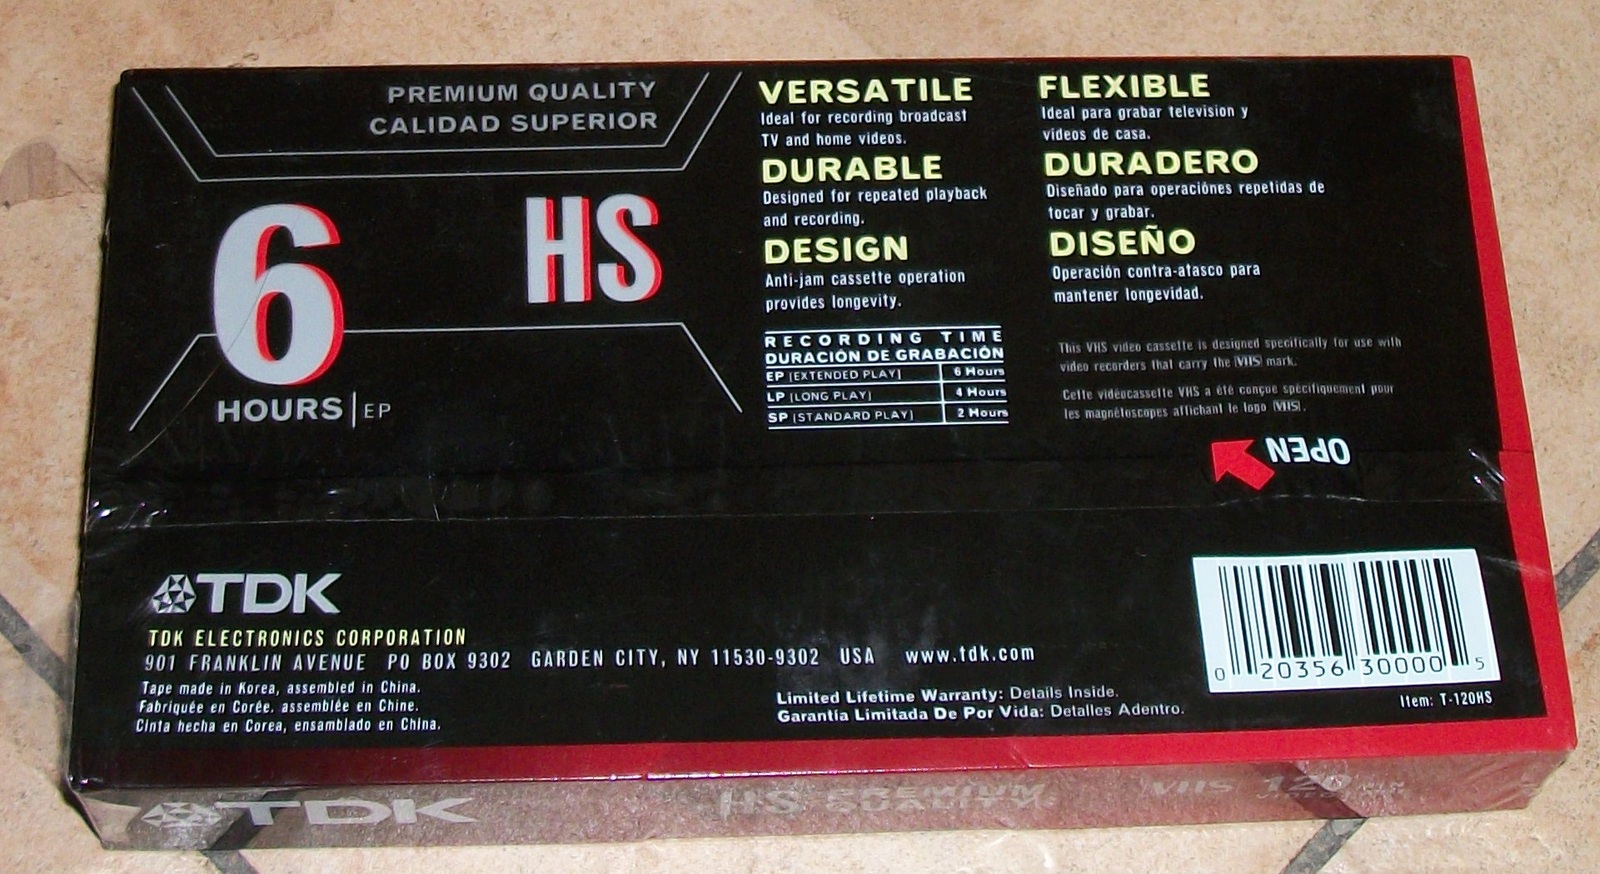 PREMIUM QUALITY
CALIDAD SUPERIOR
6
HS
HOURS | EP
VERSATILE
Ideal for recording broadcast
TV and home videos.
DURABLE
Designed for repeated playback
and recording.
DESIGN
Anti-jam cassette operation
provides longevity.
FLEXIBLE
Ideal para grabar television y
videos de casa.
DURADERO
Diseñado para operaciónes repetidas de
tocar y grabar.
DISEÑO
Operación contra-atasco para
mantener longevidad.
RECORDING TIME
DURACIÓN DE GRABACIÓN
EP [EXTENDED PLAY] 6 Hours
LP [LONG PLAY] 4 Hours
SP [STANDARD PLAY] 2 Hours
This VHS video cassette is designed specifically for use with
video recorders that carry the VHS mark.
Cette vidéocassette VHS a été conçue spécifiquement pour
les magnétoscopes affichant le logo VHS.
OPEN
TDK
TDK ELECTRONICS CORPORATION
901 FRANKLIN AVENUE PO BOX 9302 GARDEN CITY, NY 11530-9302 USA www.tdk.com
Tape made in Korea, assembled in China.
Fabriquée en Corée. assemblée en Chine.
Cinta hecha en Corea, ensamblado en China.
Limited Lifetime Warranty: Details Inside.
Garantía Limitada De Por Vida: Detalles Adentro.
0 20356 30000 5
Item: T-120HS
TDK
HS PREMIUM
QUALITY
VHS 120